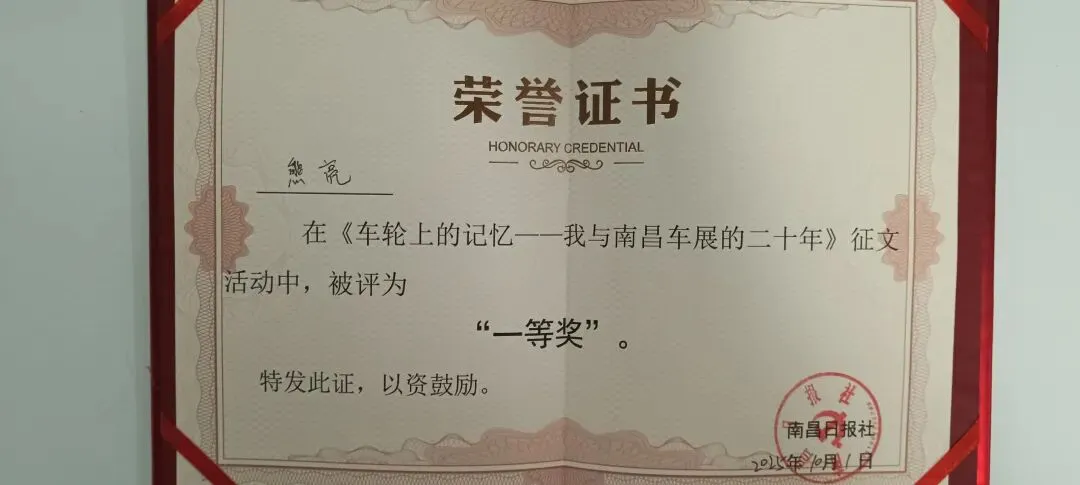 荣誉证书
HONORARY CREDENTIAL
熊亮
在《车轮上的记忆——我与南昌车展的二十年》征文
活动中，被评为
“一等奖”。
特发此证，以资鼓励。
报社
南昌日报社
2025年10月1日